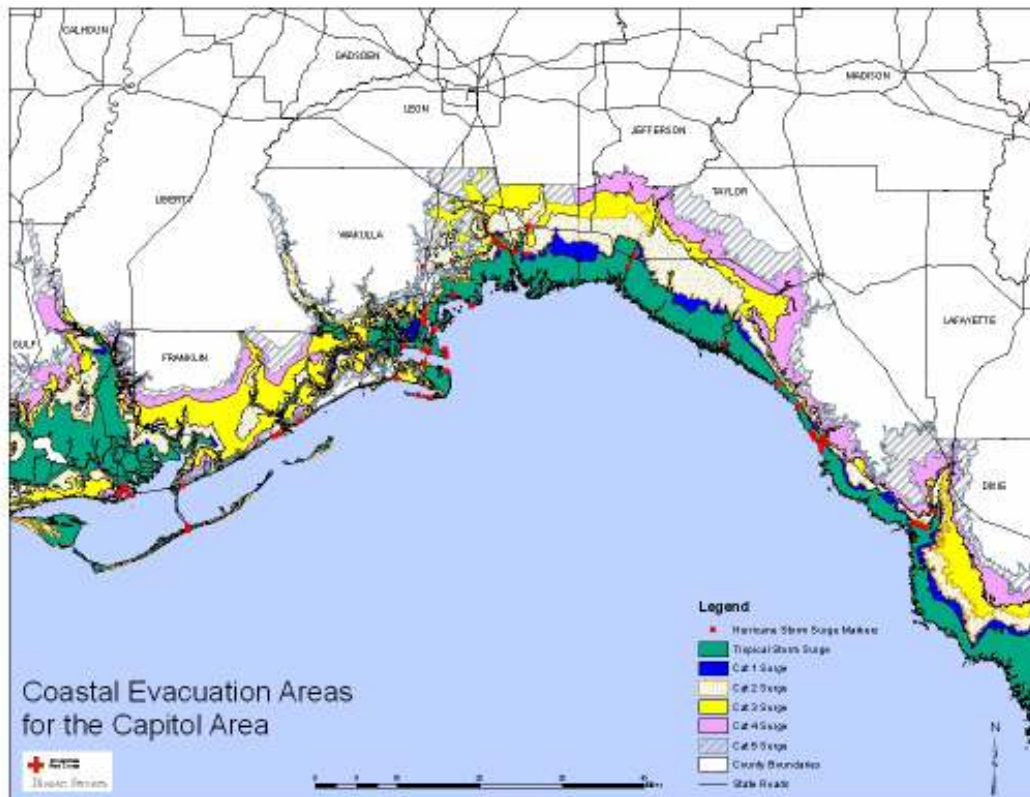 CALHOUN
GADSDEN
MADISON
LEON
JEFFERSON
TAYLOR
LIBERTY
WAKULLA
LAFAYETTE
GULF
FRANKLIN
DIXIE
Legend
Hurricane Storm Surge Markers
Tropical Storm Surge
Cat 1 Surge
Cat 2 Surge
Cat 3 Surge
Cat 4 Surge
Cat 5 Surge
County Boundaries
State Roads
N
Coastal Evacuation Areas
for the Capitol Area